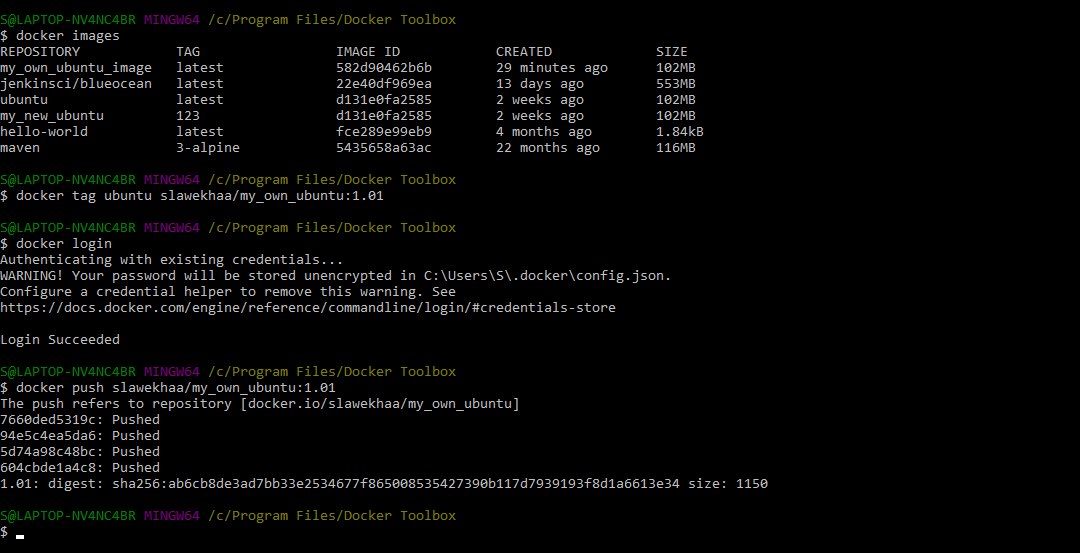 S@LAPTOP-NV4NC4BR MINGW64 /c/Program Files/Docker Toolbox
$ docker images
REPOSITORY            TAG                 IMAGE ID            CREATED             SIZE
my_own_ubuntu_image   latest              582d90462b6b        29 minutes ago      102MB
jenkinsci/blueocean   latest              22e40df969ea        13 days ago         553MB
ubuntu                latest              d131e0fa2585        2 weeks ago         102MB
my_new_ubuntu         123                 d131e0fa2585        2 weeks ago         102MB
hello-world           latest              fce289e99eb9        4 months ago        1.84kB
maven                 3-alpine            5435658a63ac        22 months ago       116MB
S@LAPTOP-NV4NC4BR MINGW64 /c/Program Files/Docker Toolbox
$ docker tag ubuntu slawekhaa/my_own_ubuntu:1.01
S@LAPTOP-NV4NC4BR MINGW64 /c/Program Files/Docker Toolbox
$ docker login
Authenticating with existing credentials...
WARNING! Your password will be stored unencrypted in C:\Users\S\.docker\config.json.
Configure a credential helper to remove this warning. See
https://docs.docker.com/engine/reference/commandline/login/#credentials-store
Login Succeeded
S@LAPTOP-NV4NC4BR MINGW64 /c/Program Files/Docker Toolbox
$ docker push slawekhaa/my_own_ubuntu:1.01
The push refers to repository [docker.io/slawekhaa/my_own_ubuntu]
7660ded5319c: Pushed
94e5c4ea5da6: Pushed
5d74a98c48bc: Pushed
604cbde1a4c8: Pushed
1.01: digest: sha256:ab6cb8de3ad7bb33e2534677f865008535427390b117d7939193f8d1a6613e34 size: 1150
S@LAPTOP-NV4NC4BR MINGW64 /c/Program Files/Docker Toolbox
$